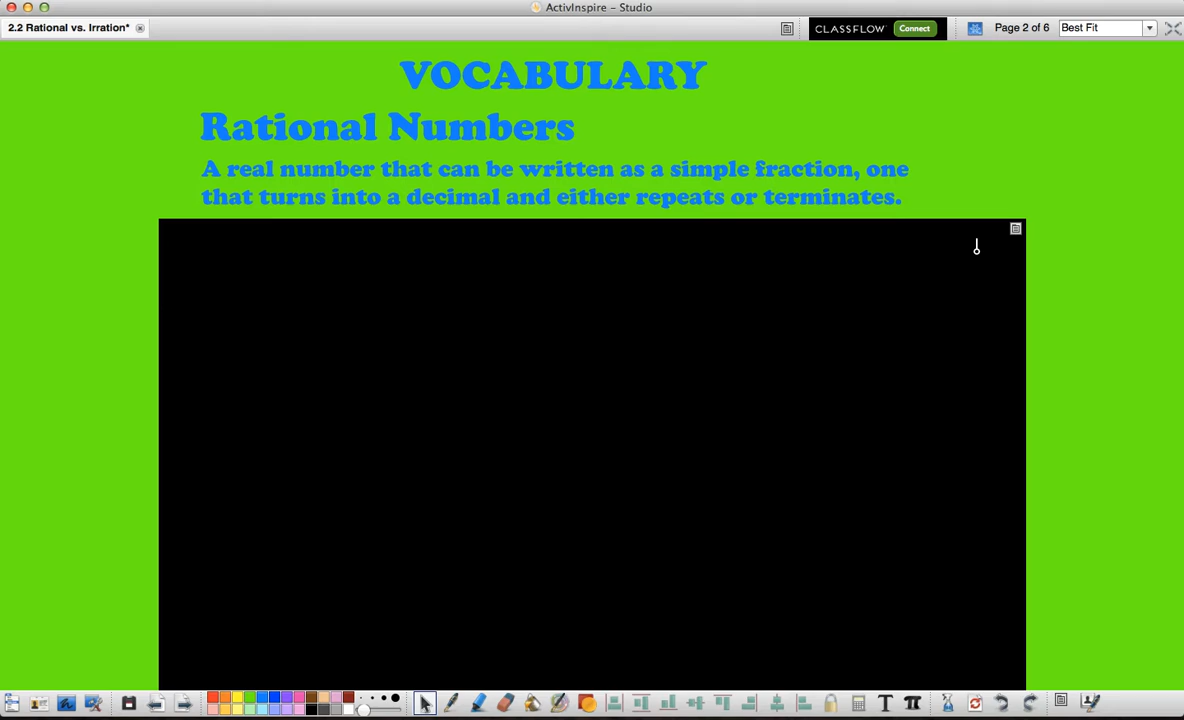 ActivInspire – Studio
2.2 Rational vs. Irration*
CLASSFLOW Connect
Page 2 of 6
Best Fit
VOCABULARY
Rational Numbers
A real number that can be written as a simple fraction, one
that turns into a decimal and either repeats or terminates.
T
π